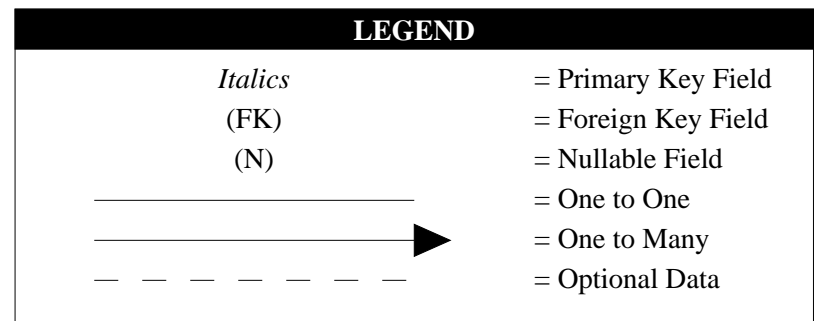 LEGEND
Italics = Primary Key Field
(FK) = Foreign Key Field
(N) = Nullable Field
= One to One
= One to Many
= Optional Data